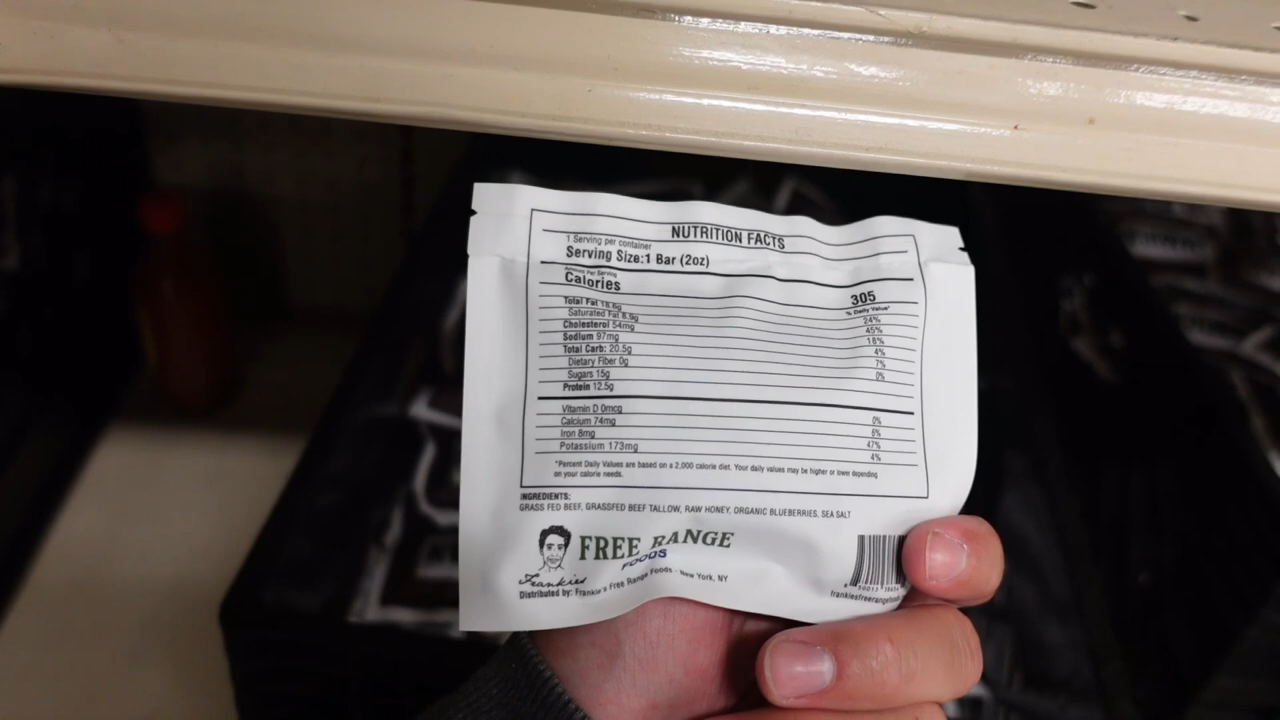 NUTRITION FACTS
1 Serving per container
Serving Size:1 Bar (2oz)
Amount Per Serving
Calories 305
% Daily Value*
Total Fat 18.6g 24%
Saturated Fat 8.9g 45%
Cholesterol 54mg 18%
Sodium 97mg 4%
Total Carb: 20.5g 7%
Dietary Fiber 0g 0%
Sugars 15g
Protein 12.5g
Vitamin D 0mcg 0%
Calcium 74mg 6%
Iron 8mg 47%
Potassium 173mg 4%
*Percent Daily Values are based on a 2,000 calorie diet. Your daily values may be higher or lower depending
on your calorie needs.
INGREDIENTS:
GRASS FED BEEF, GRASSFED BEEF TALLOW, RAW HONEY, ORGANIC BLUEBERRIES, SEA SALT
FREE RANGE
FOODS
Frankies
Distributed by: Frankie's Free Range Foods - New York, NY